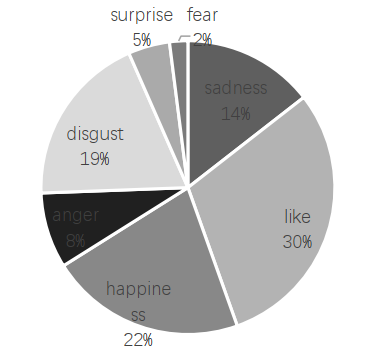 surprise
5%
fear
2%
sadness
14%
like
30%
happine
ss
22%
anger
8%
disgust
19%